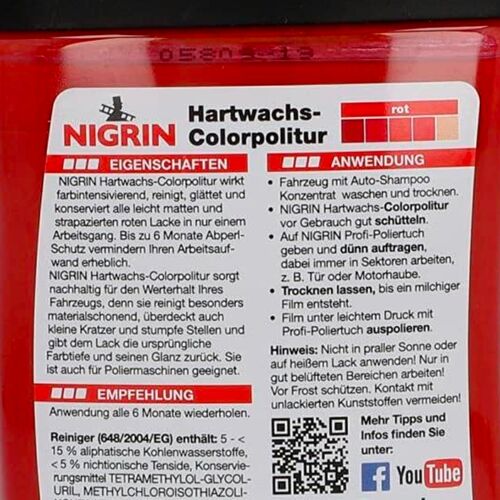 05809 13
NIGRIN
Hartwachs-
Colorpolitur
rot
EIGENSCHAFTEN
NIGRIN Hartwachs-Colorpolitur wirkt
farbintensivierend, reinigt, glättet und
konserviert alle leicht matten und
strapazierten roten Lacke in nur einem
Arbeitsgang. Bis zu 6 Monate Abperl-
Schutz vermindern Ihren Arbeitsauf-
wand erheblich.
NIGRIN Hartwachs-Colorpolitur sorgt
nachhaltig für den Werterhalt Ihres
Fahrzeugs, denn sie reinigt besonders
materialschonend, überdeckt auch
kleine Kratzer und stumpfe Stellen und
gibt dem Lack die ursprüngliche
Farbtiefe und seinen Glanz zurück. Sie
ist auch für Poliermaschinen geeignet.
EMPFEHLUNG
Anwendung alle 6 Monate wiederholen.
Reiniger (648/2004/EG) enthält: 5 - <
15 % aliphatische Kohlenwasserstoffe,
< 5 % nichtionische Tenside, Konservie-
rungsmittel TETRAMETHYLOL-GLYCOL-
URIL, METHYLCHLOROISOTHIAZOLI-
ANWENDUNG
• Fahrzeug mit Auto-Shampoo
Konzentrat waschen und trocknen.
• NIGRIN Hartwachs-Colorpolitur
vor Gebrauch gut schütteln.
• Auf NIGRIN Profi-Poliertuch
geben und dünn auftragen,
dabei immer in Sektoren arbeiten,
z. B. Tür oder Motorhaube.
• Trocknen lassen, bis ein milchiger
Film entsteht.
• Film unter leichtem Druck mit
Profi-Poliertuch auspolieren.
Hinweis: Nicht in praller Sonne oder
auf heißem Lack anwenden! Nur in
gut belüfteten Bereichen arbeiten!
Vor Frost schützen. Kontakt mit
unlackierten Kunststoffen vermeiden!
Mehr Tipps und
Infos finden Sie
unter:
f YouTube